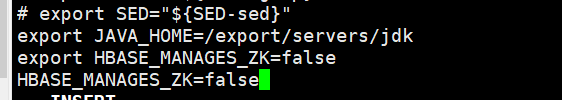 # export SED="${SED-sed}"
export JAVA_HOME=/export/servers/jdk
export HBASE_MANAGES_ZK=false
HBASE_MANAGES_ZK=false